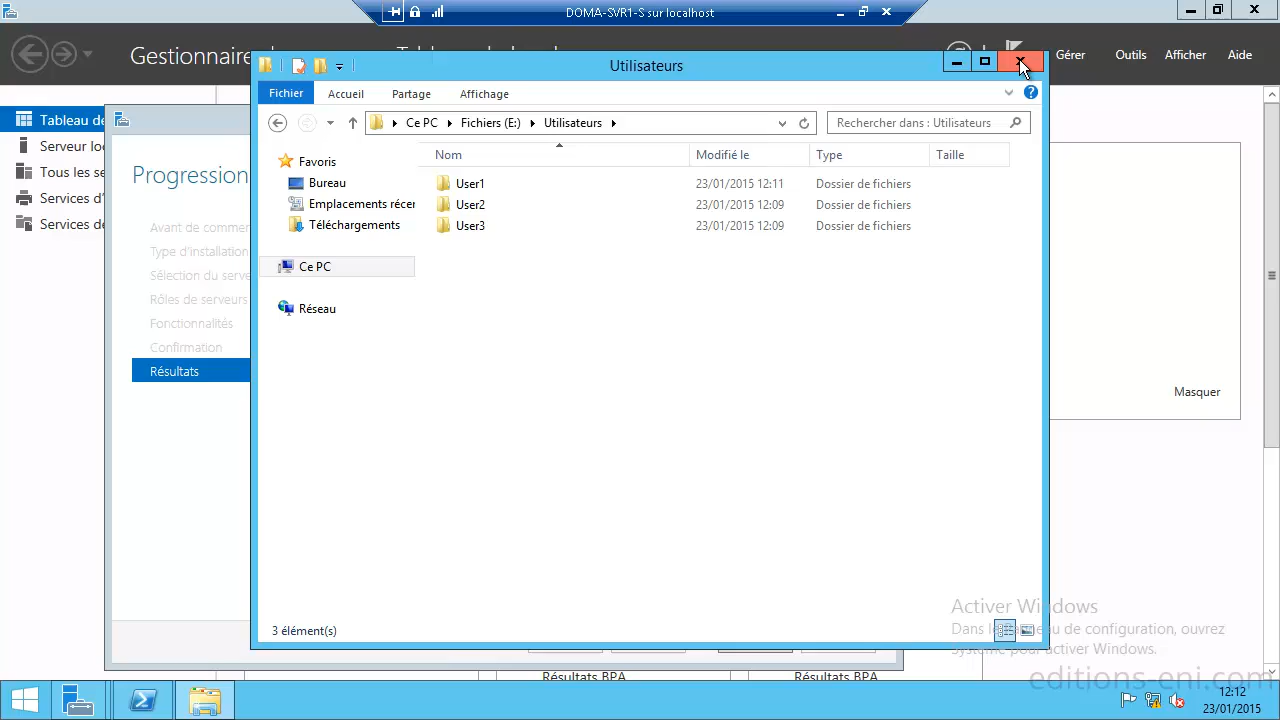 DOMA-SVR1-S sur localhost
Gestionnaire
Gérer
Outils
Afficher
Aide
Utilisateurs
Fichier
Accueil
Partage
Affichage
Ce PC
Fichiers (E:)
Utilisateurs
Rechercher dans : Utilisateurs
Tableau de
Serveur loc
Tous les se
Services d'
Services de
Progression
Avant de commen
Type d'installation
Sélection du serve
Rôles de serveurs
Fonctionnalités
Confirmation
Résultats
Favoris
Bureau
Emplacements récen
Téléchargements
Ce PC
Réseau
Nom
Modifié le
Type
Taille
User1 23/01/2015 12:11 Dossier de fichiers
User2 23/01/2015 12:09 Dossier de fichiers
User3 23/01/2015 12:09 Dossier de fichiers
Masquer
3 élément(s)
Activer Windows
Dans le panneau de configuration, ouvrez
système pour activer Windows.
Résultats BPA
Résultats BPA
editions-eni.com
12:12
23/01/2015